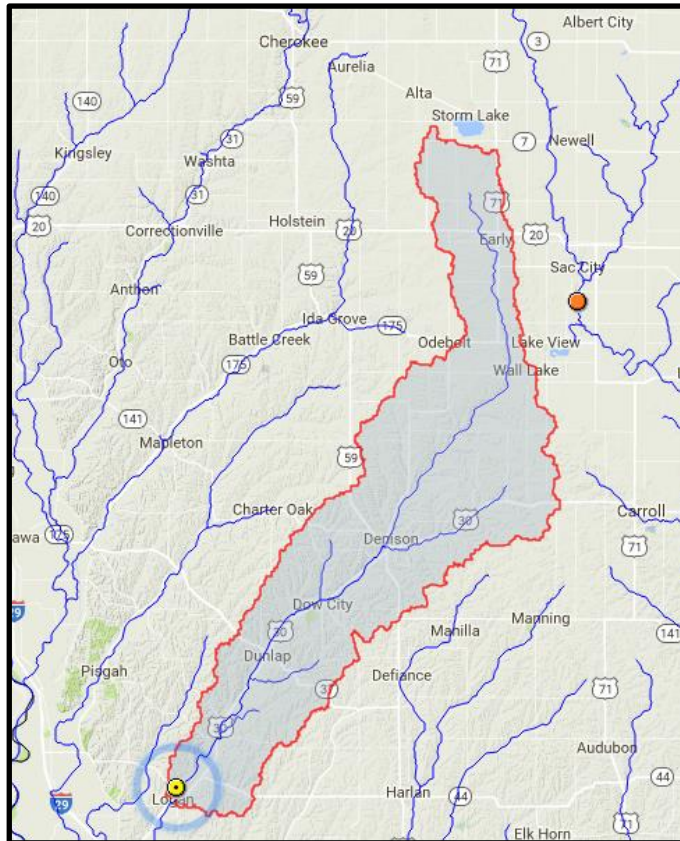 Albert City
3
Cherokee
71
Aurelia
59
Alta
140
Storm Lake
31
7
Newell
Kingsley
Washta
140
31
71
20
Holstein
20
Early
20
Correctionville
59
Sac City
Anthon
Ida Grove
175
Battle Creek
Odebolt
Lake View
Oto
175
Wall Lake
141
Mapleton
59
Charter Oak
30
Carroll
175
Denison
71
29
Dow City
30
Manning
Manilla
141
Dunlap
Pisgah
Defiance
71
30
Audubon
44
Logan
Harlan
29
44
71
Elk Horn